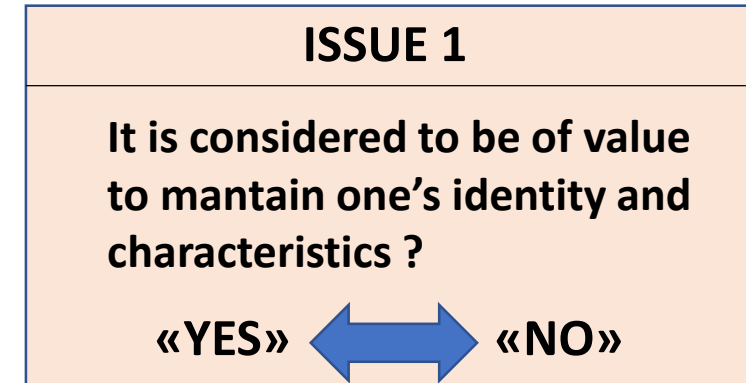 ISSUE 1
It is considered to be of value
to mantain one’s identity and
characteristics ?
«YES» «NO»